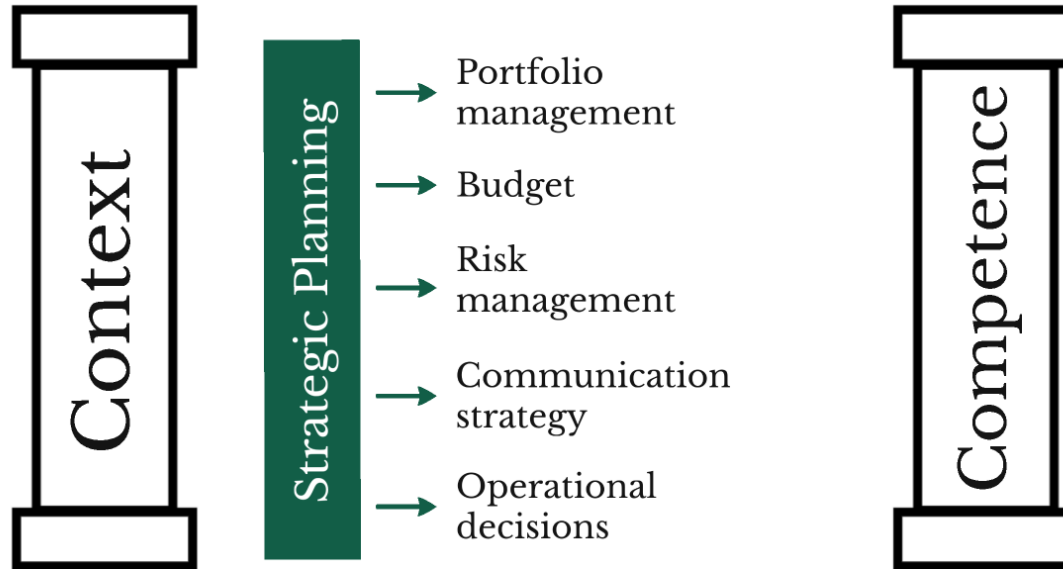 Context
Strategic Planning
Portfolio
management
Budget
Risk
management
Communication
strategy
Operational
decisions
Competence